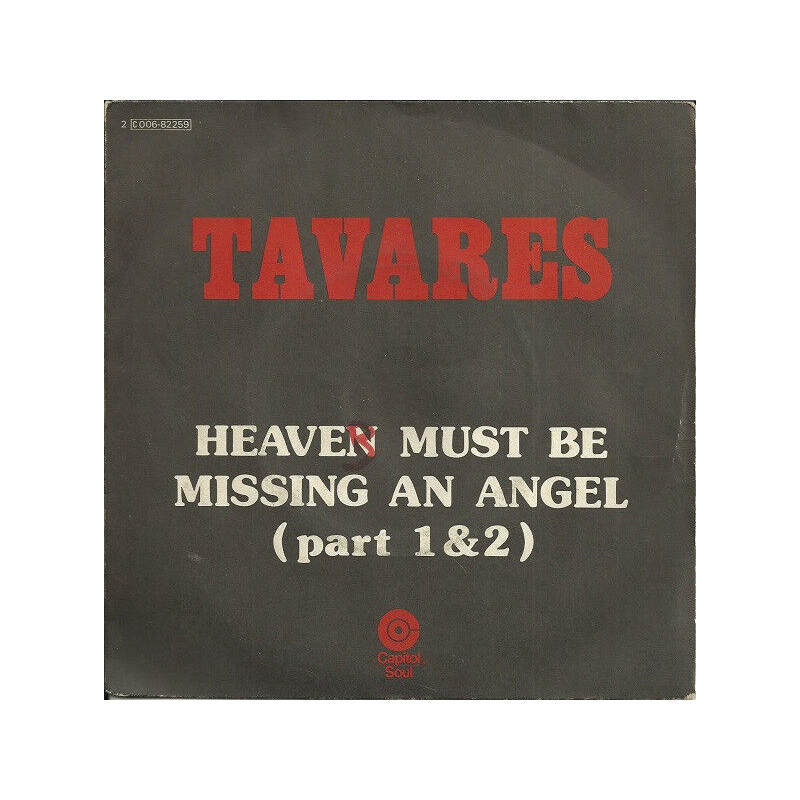 2 C 006-82259
TAVARES
HEAVEN MUST BE
MISSING AN ANGEL
(part 1 & 2)
Capitol
Soul